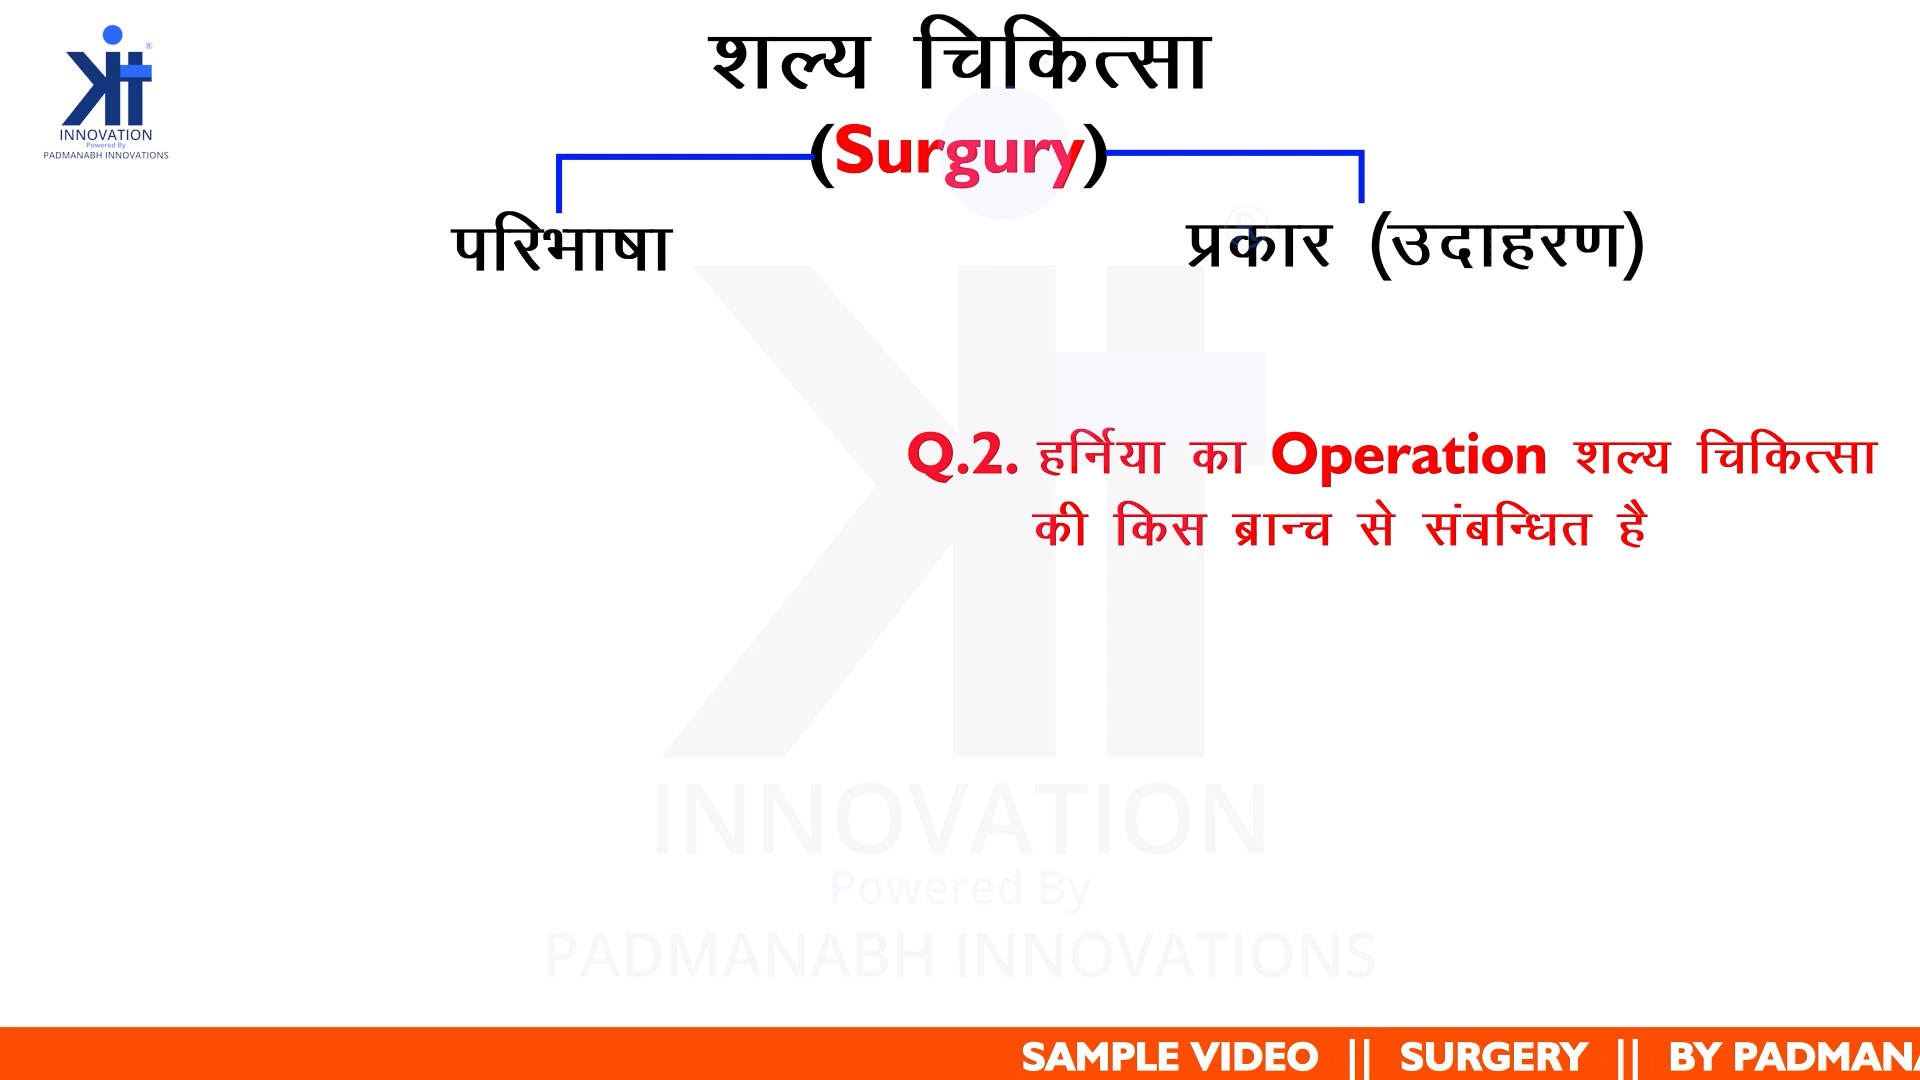 शल्य चिकित्सा
INNOVATION
Powered By
PADMANABH INNOVATIONS
(Surgury)
परिभाषा
प्रकार (उदाहरण)
Q.2. हर्निया का Operation शल्य चिकित्सा
की किस ब्रान्च से संबन्धित है
INNOVATION
Powered By
PADMANABH INNOVATIONS
SAMPLE VIDEO || SURGERY || BY PADMANA